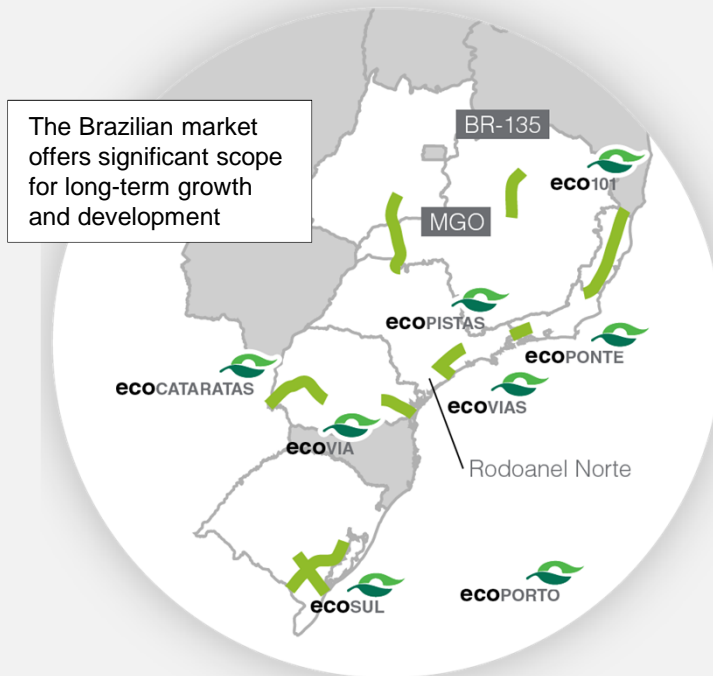 The Brazilian market
offers significant scope
for long-term growth
and development
BR-135
eco101
MGO
ecoPISTAS
ecoPONTE
ecoCATARATAS
ecoVIAS
ecoVIA
Rodoanel Norte
ecoSUL
ecoPORTO